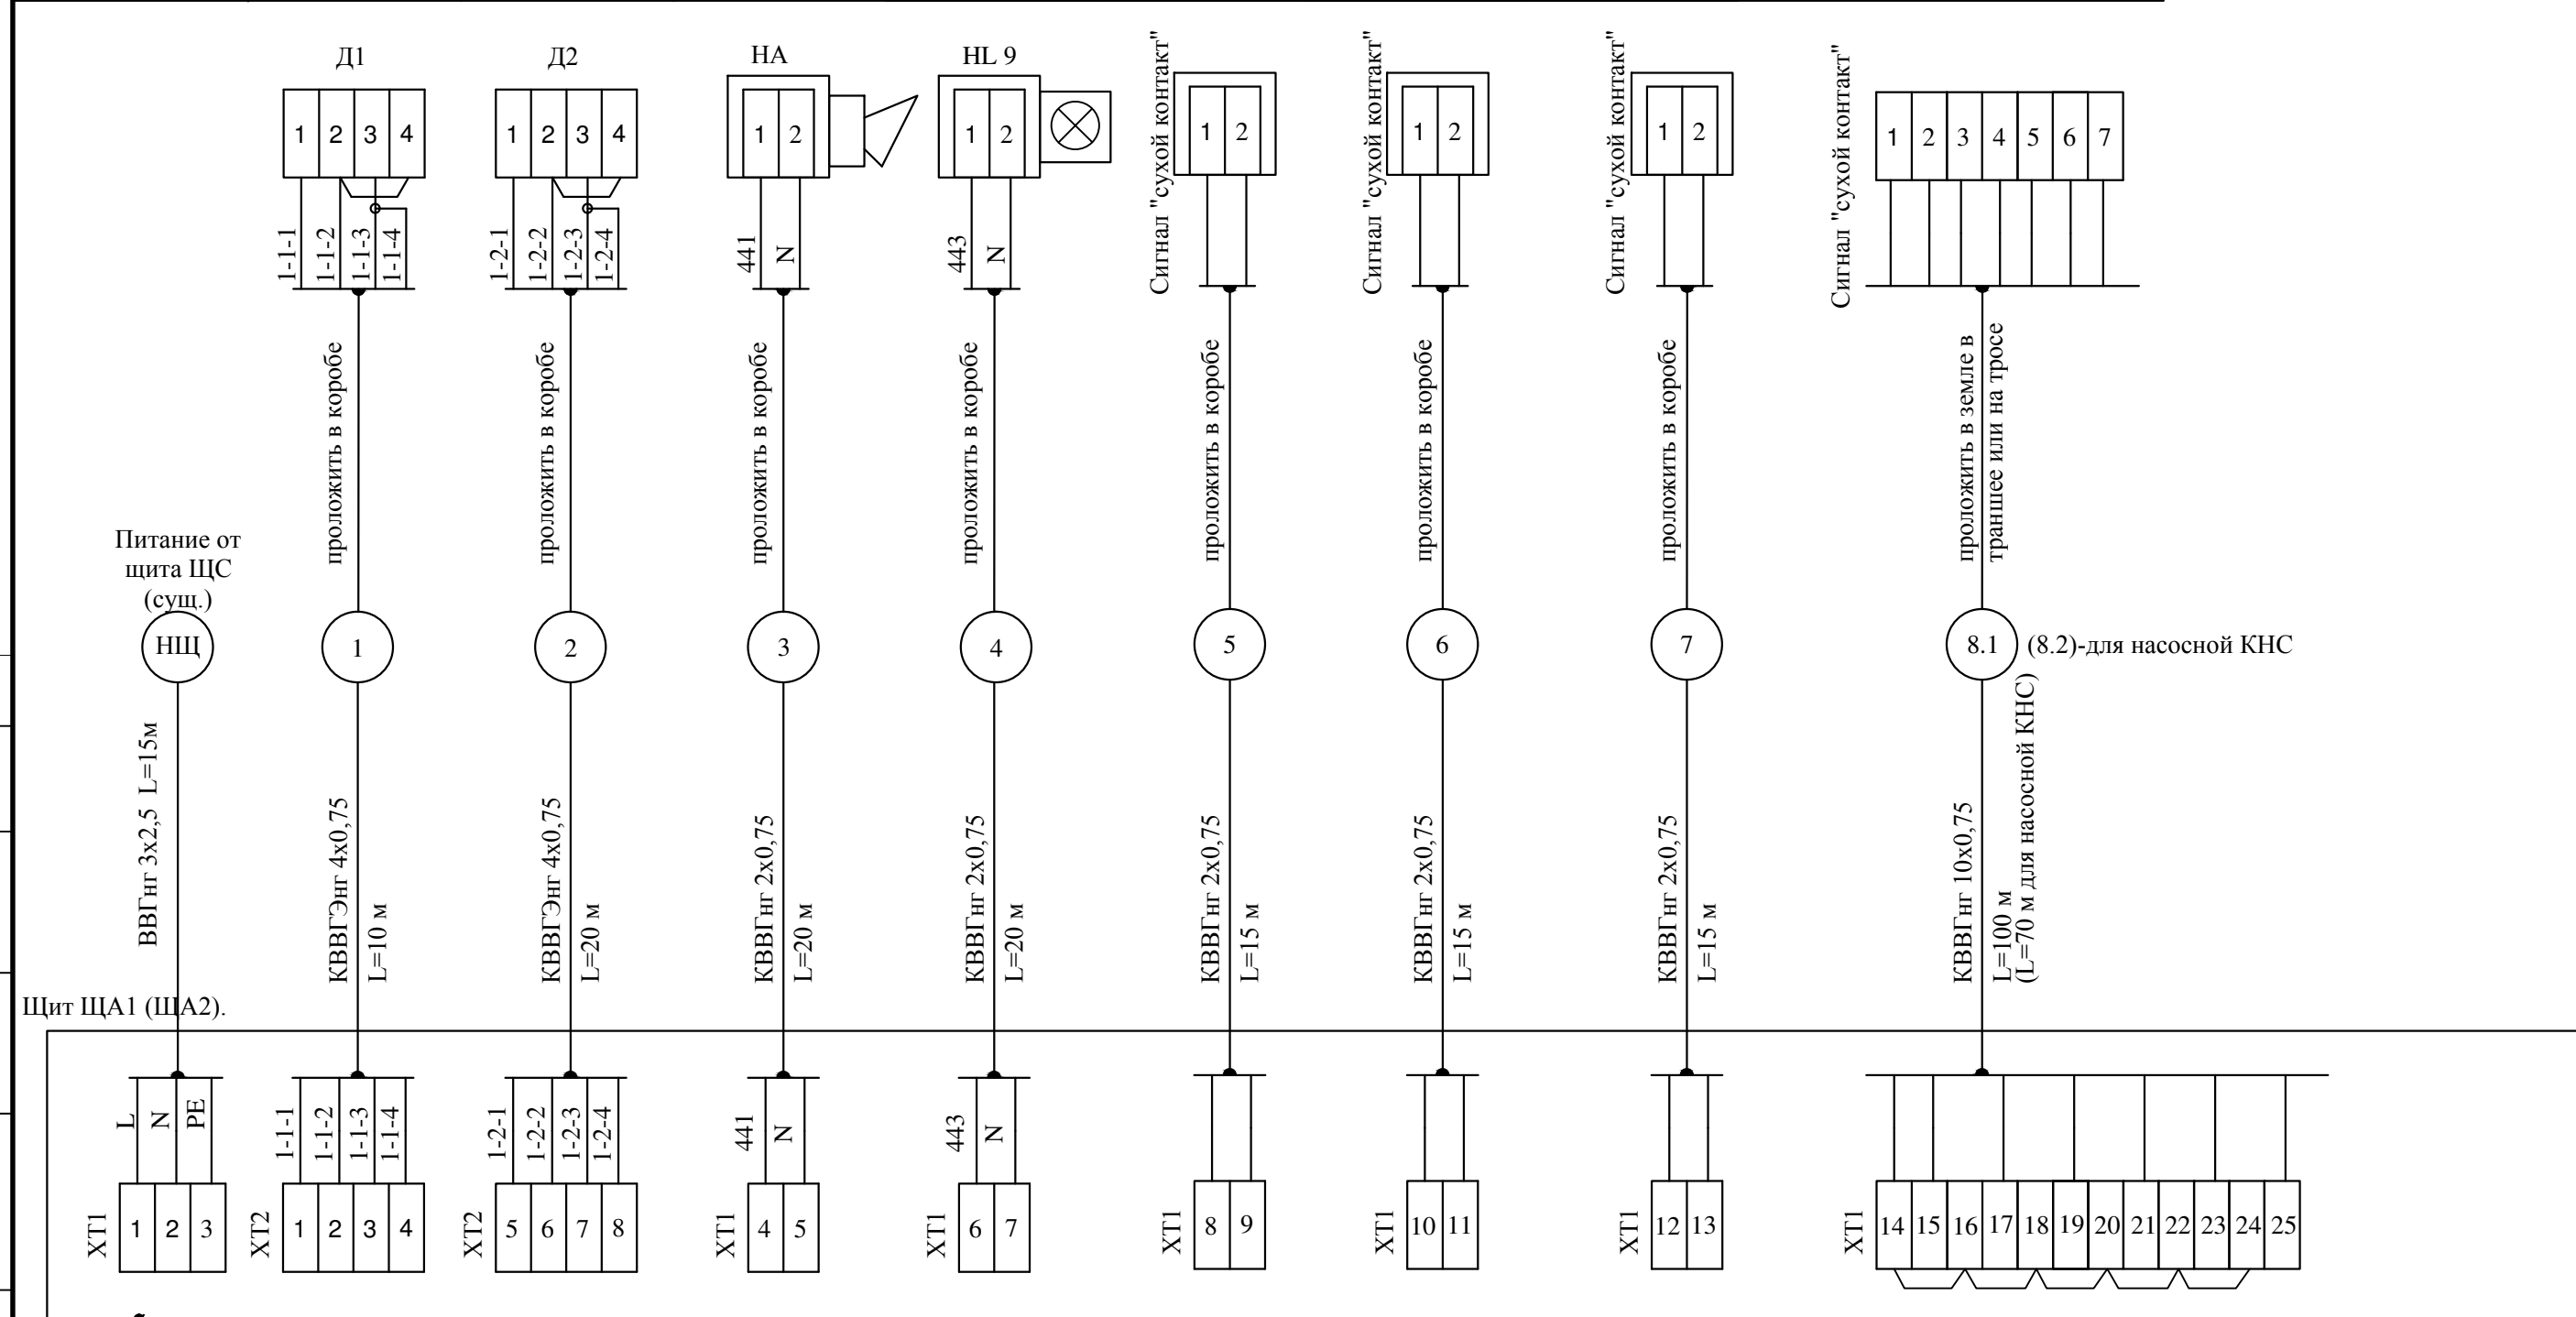 Д1
Д2
НА
HL 9
Сигнал "сухой контакт"
Сигнал "сухой контакт"
Сигнал "сухой контакт"
Сигнал "сухой контакт"
1 2 3 4
1 2 3 4
1 2
1 2
1 2
1 2
1 2
1 2 3 4 5 6 7
1-1-1
1-1-2
1-1-3
1-1-4
1-2-1
1-2-2
1-2-3
1-2-4
441
N
443
N
проложить в коробе
проложить в коробе
проложить в коробе
проложить в коробе
проложить в коробе
проложить в коробе
проложить в коробе
проложить в земле в
траншее или на тросе
Питание от
щита ЩС
(сущ.)
НЩ
1
2
3
4
5
6
7
8.1
(8.2)-для насосной КНС
ВВГнг 3х2,5 L=15м
КВВГЭнг 4х0,75
L=10 м
КВВГЭнг 4х0,75
L=20 м
КВВГнг 2х0,75
L=20 м
КВВГнг 2х0,75
L=20 м
КВВГнг 2х0,75
L=15 м
КВВГнг 2х0,75
L=15 м
КВВГнг 2х0,75
L=15 м
КВВГнг 10х0,75
L=100 м
(L=70 м для насосной КНС)
Щит ЩА1 (ЩА2).
L
N
PE
1-1-1
1-1-2
1-1-3
1-1-4
1-2-1
1-2-2
1-2-3
1-2-4
441
N
443
N
ХТ1
1 2 3
ХТ2
1 2 3 4
ХТ2
5 6 7 8
ХТ1
4 5
ХТ1
6 7
ХТ1
8 9
ХТ1
10 11
ХТ1
12 13
ХТ1
14 15 16 17 18 19 20 21 22 23 24 25